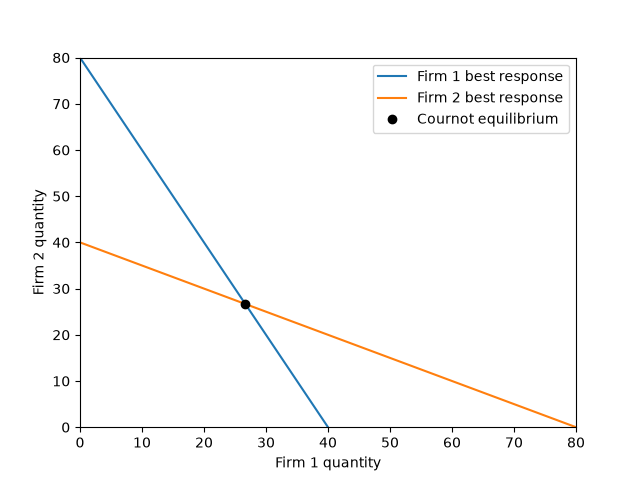 Firm 1 best response
Firm 2 best response
Cournot equilibrium
Firm 2 quantity
80
70
60
50
40
30
20
10
0
0 10 20 30 40 50 60 70 80
Firm 1 quantity